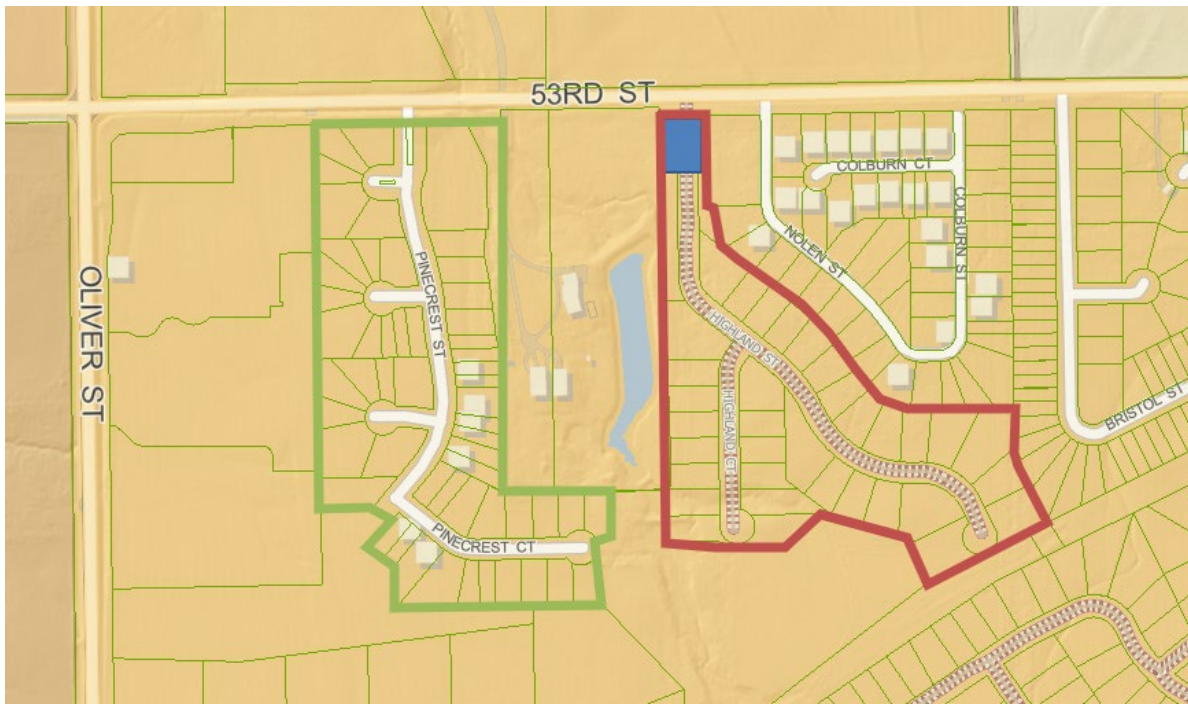 53RD ST
COLBURN CT
COLBURN ST
NOLEN ST
OLIVER ST
PINECREST ST
HIGHLAND ST
HIGHLAND CT
BRISTOL ST
PINECREST CT